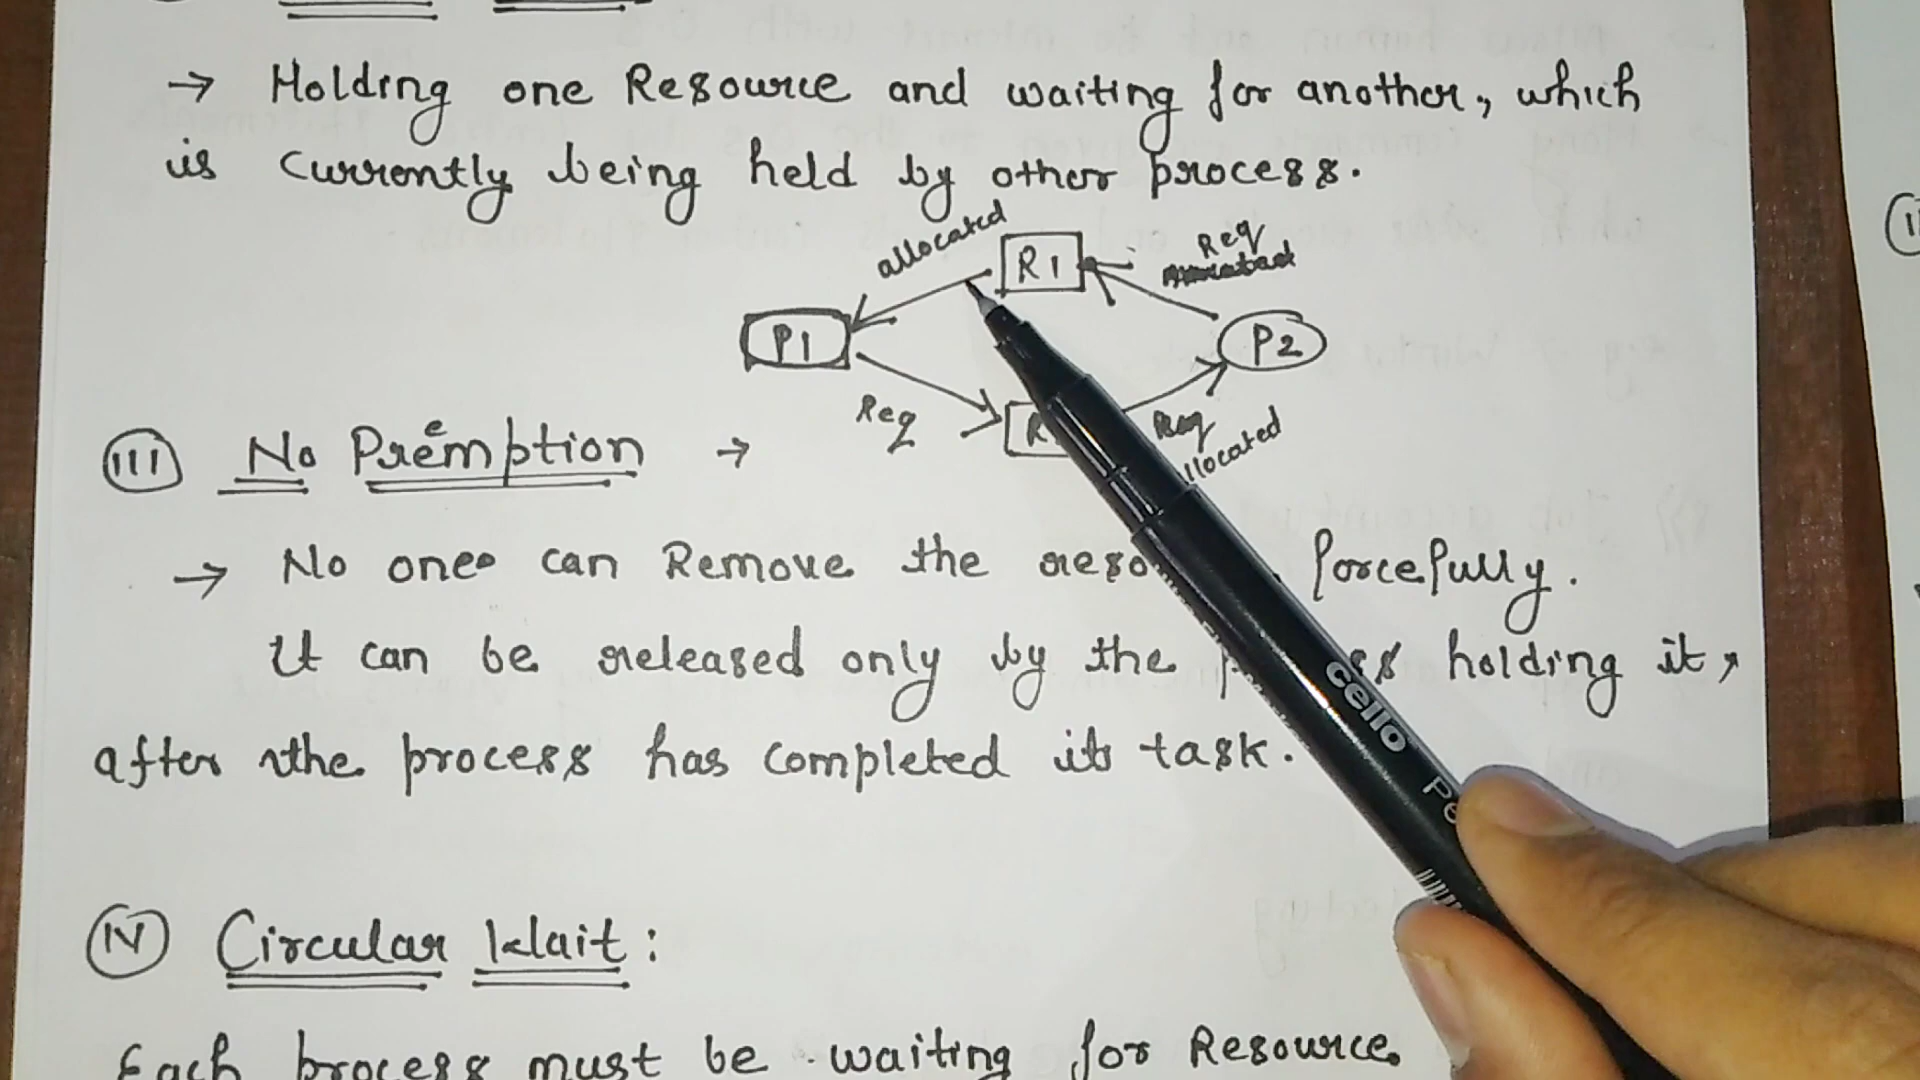 → Holding one Resource and waiting for another, which
is currently being held by other process.
allocated
R1
Req
P1
P2
Req
Req
llocated
III No Preemption →
→ No one can Remove the reso forcefully.
It can be released only by the holding it,
after the process has completed its task.
cello
IV Circular Wait:
Each process must be waiting for Resource